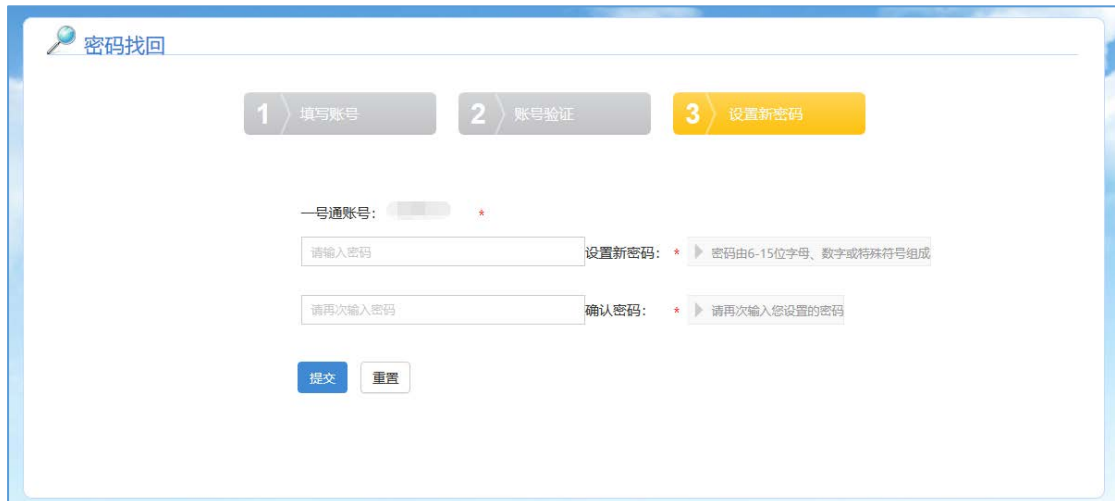 密码找回
1 填写账号 2 账号验证 3 设置新密码
一号通账号： *
请输入密码 设置新密码： * 密码由6-15位字母、数字或特殊符号组成
请再次输入密码 确认密码： * 请再次输入您设置的密码
提交 重置